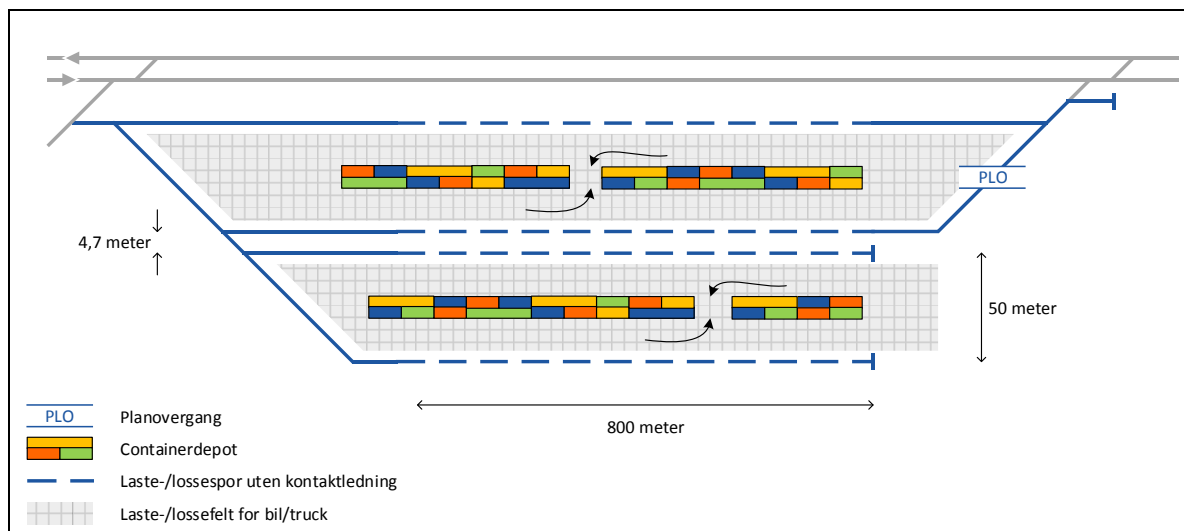 PLO
4,7 meter
50 meter
800 meter
PLO Planovergang
Containerdepot
Laste-/lossespor uten kontaktledning
Laste-/lossefelt for bil/truck